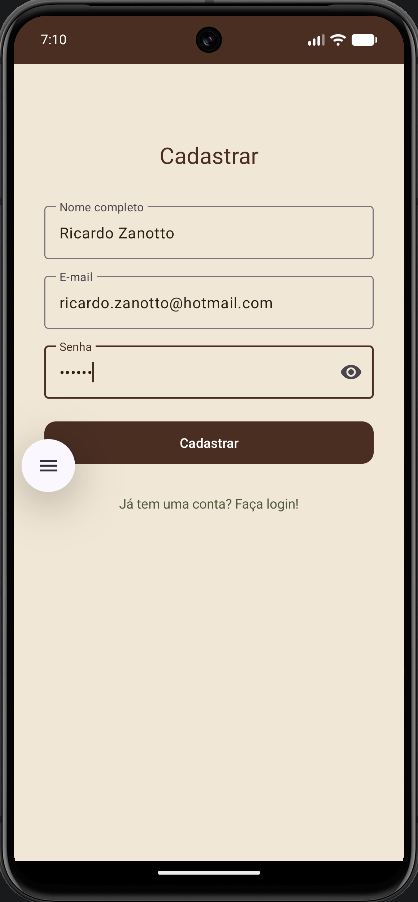 7:10
Cadastrar
Nome completo
Ricardo Zanotto
E-mail
ricardo.zanotto@hotmail.com
Senha
••••••
Cadastrar
Já tem uma conta? Faça login!